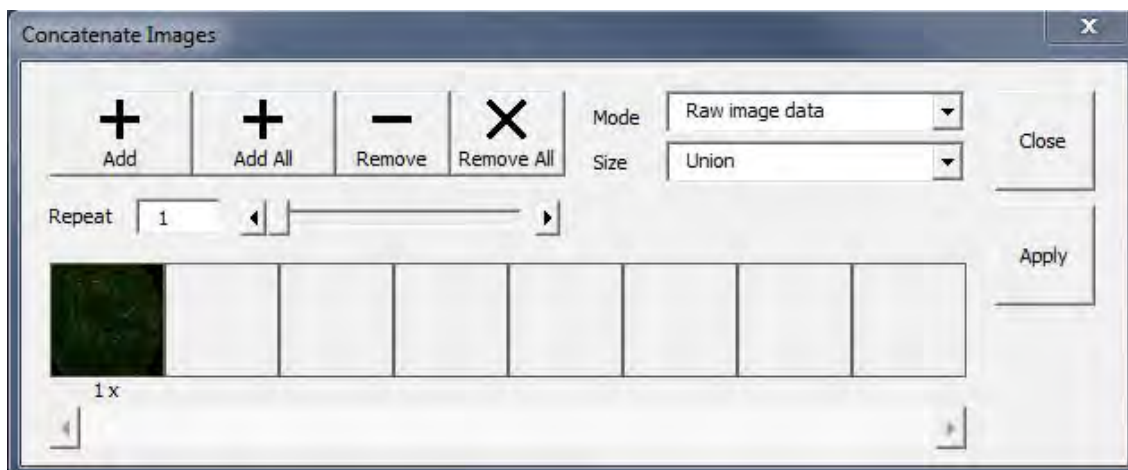 Concatenate Images
X
Add
Add All
Remove
Remove All
Mode
Raw image data
Size
Union
Close
Repeat
1
Apply
1 x